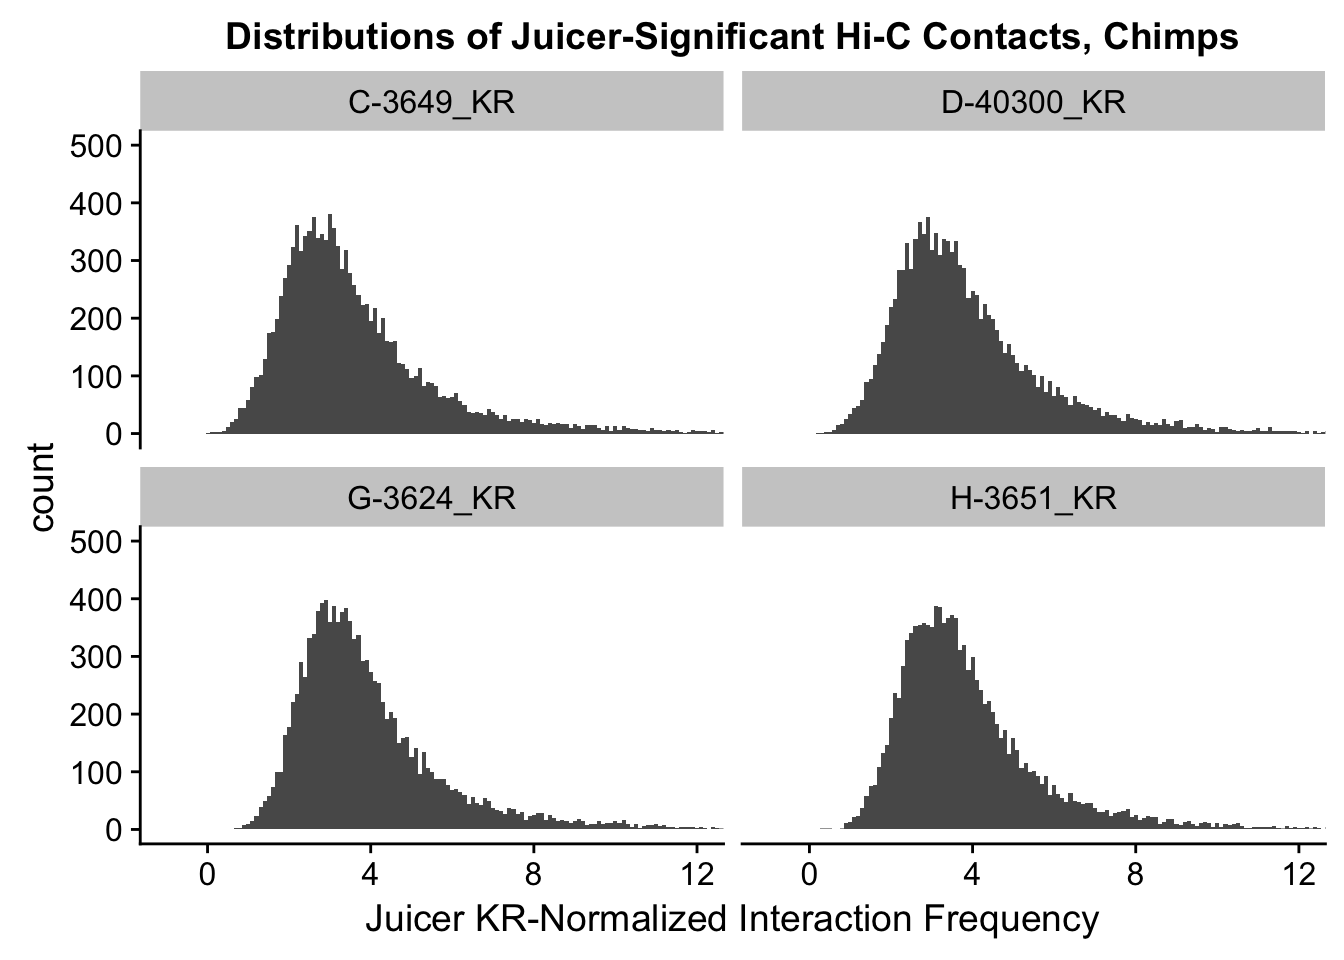 Distributions of Juicer-Significant Hi-C Contacts, Chimps
C-3649_KR
D-40300_KR
500
400
300
200
100
0
G-3624_KR
H-3651_KR
500
400
300
200
100
0
count
0 4 8 12
0 4 8 12
Juicer KR-Normalized Interaction Frequency